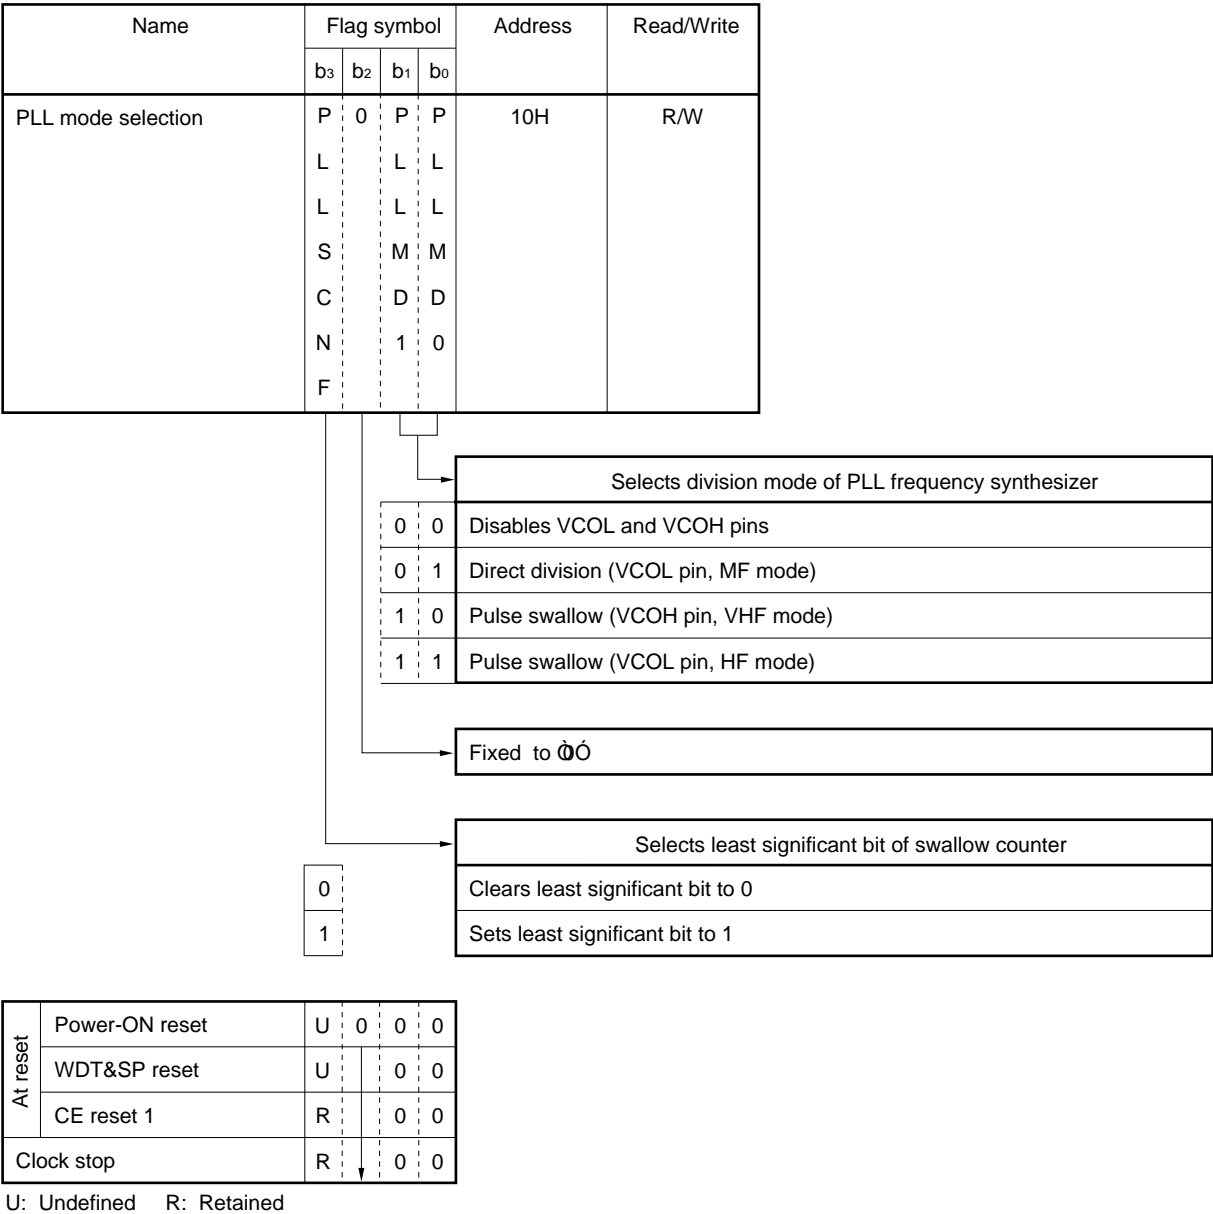 Name Flag symbol Address Read/Write
b3 b2 b1 b0
PLL mode selection P 0 P P 10H R/W
L L L
L L L
S M M
C D D
N 1 0
F
Selects division mode of PLL frequency synthesizer
0 0 Disables VCOL and VCOH pins
0 1 Direct division (VCOL pin, MF mode)
1 0 Pulse swallow (VCOH pin, VHF mode)
1 1 Pulse swallow (VCOL pin, HF mode)
Fixed to Ò0Ó
Selects least significant bit of swallow counter
0 Clears least significant bit to 0
1 Sets least significant bit to 1
At reset
Power-ON reset U 0 0 0
WDT&SP reset U 0 0
CE reset 1 R 0 0
Clock stop R 0 0
U: Undefined R: Retained